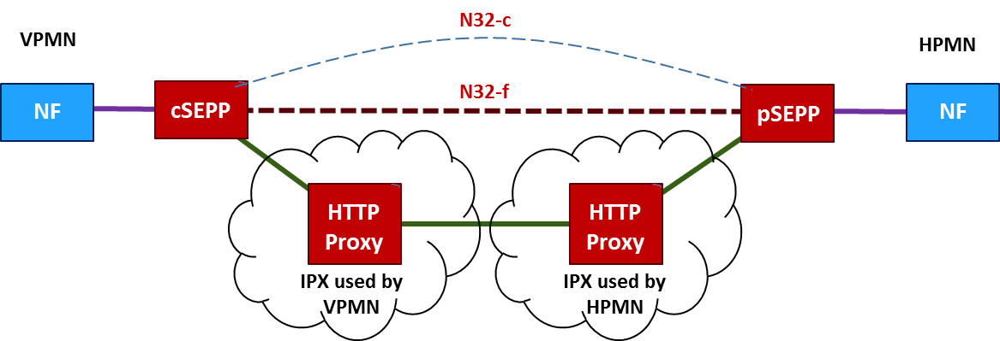 N32-c
VPMN
HPMN
NF
cSEPP
N32-f
pSEPP
NF
HTTP
Proxy
HTTP
Proxy
IPX used by
VPMN
IPX used by
HPMN